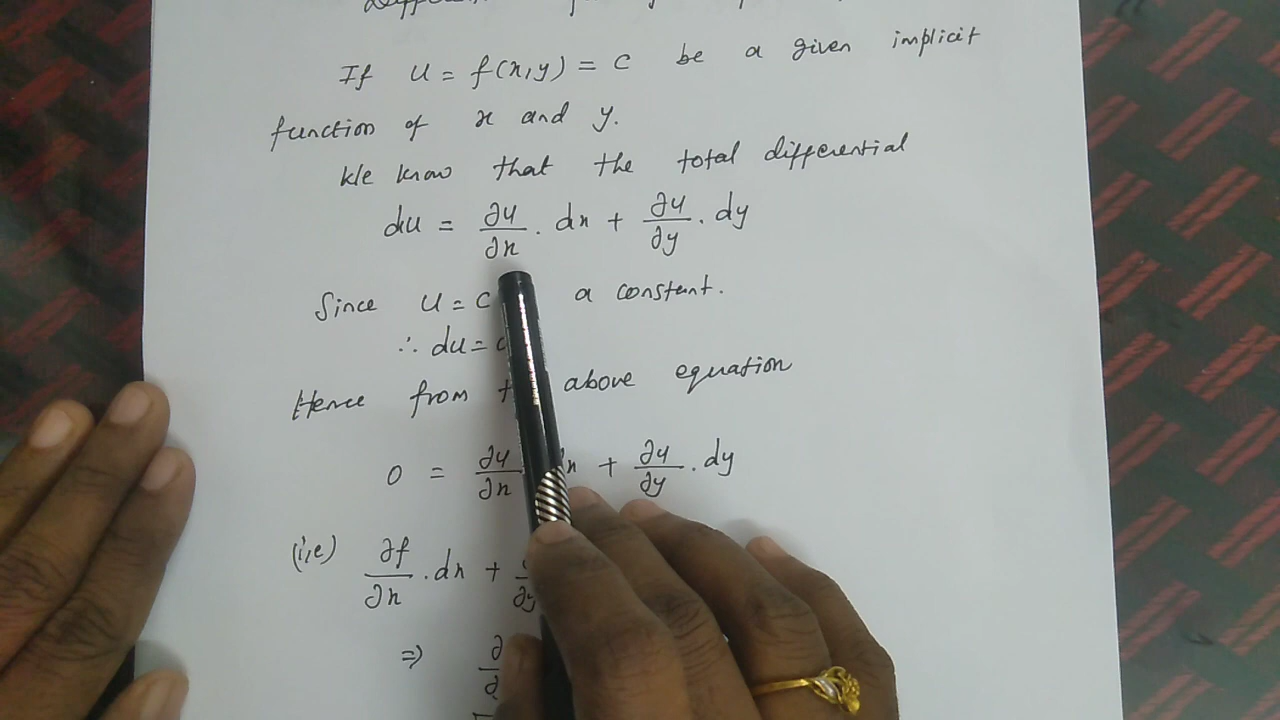 If u = f(x,y) = c be a given implicit
function of x and y.
We know that the total differential
du = ∂u/∂x . dx + ∂u/∂y . dy
Since u = c a constant.
∴ du =
Hence from above equation
0 = ∂u/∂x dx + ∂u/∂y . dy
(i,e) ∂f/∂x . dx +
⇒